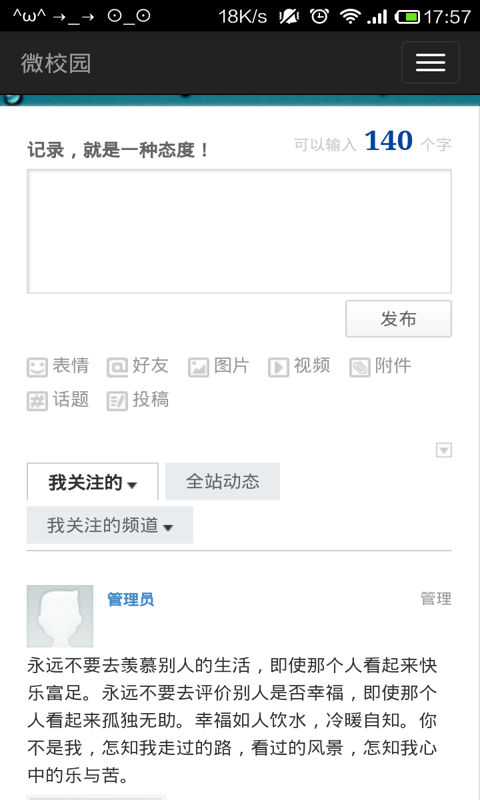 ^ω^ →_→ ⊙_⊙ 18K/s 17:57
微校园
记录，就是一种态度！ 可以输入 140 个字
发布
表情 好友 图片 视频 附件
话题 投稿
我关注的 全站动态
我关注的频道
管理员 管理
永远不要去羡慕别人的生活，即使那个人看起来快
乐富足。永远不要去评价别人是否幸福，即使那个
人看起来孤独无助。幸福如人饮水，冷暖自知。你
不是我，怎知我走过的路，看过的风景，怎知我心
中的乐与苦。